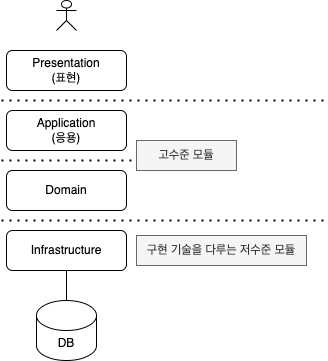 Presentation
(표현)
Application
(응용)
고수준 모듈
Domain
Infrastructure
구현 기술을 다루는 저수준 모듈
DB